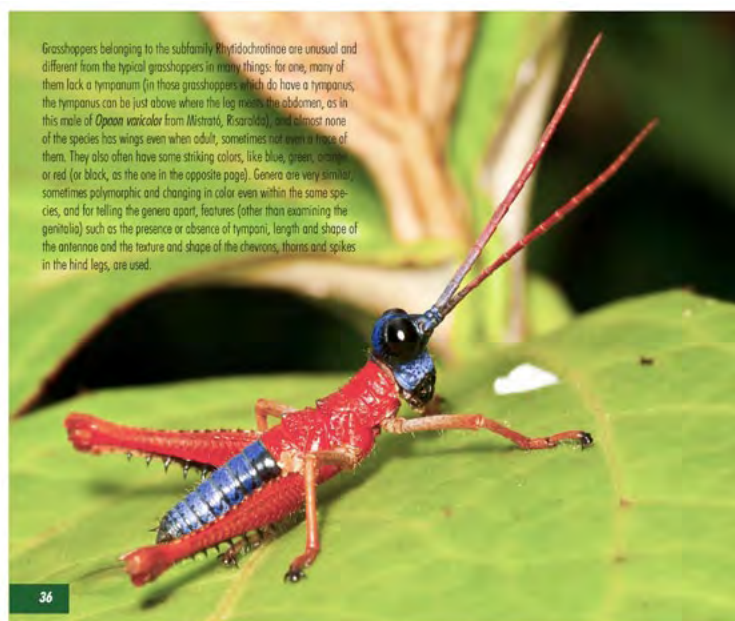 Grasshoppers belonging to the subfamily Rhytidochrotinae are unusual and
different from the typical grasshoppers in many things: for one, many of
them lack a tympanum (in those grasshoppers which do have a tympanus,
the tympanus can be just above where the leg meets the abdomen, as in
this male of Opaon varicolor from Mistrató, Risaralda), and almost none
of the species has wings even when adult, sometimes not even a trace of
them. They also often have some striking colors, like blue, green, orange
or red (or black, as the one in the opposite page). Genera are very similar,
sometimes polymorphic and changing in color even within the same spe-
cies, and for telling the genera apart, features (other than examining the
genitalia) such as the presence or absence of tympani, length and shape of
the antennae and the texture and shape of the chevrons, thorns and spikes
in the hind legs, are used.
36